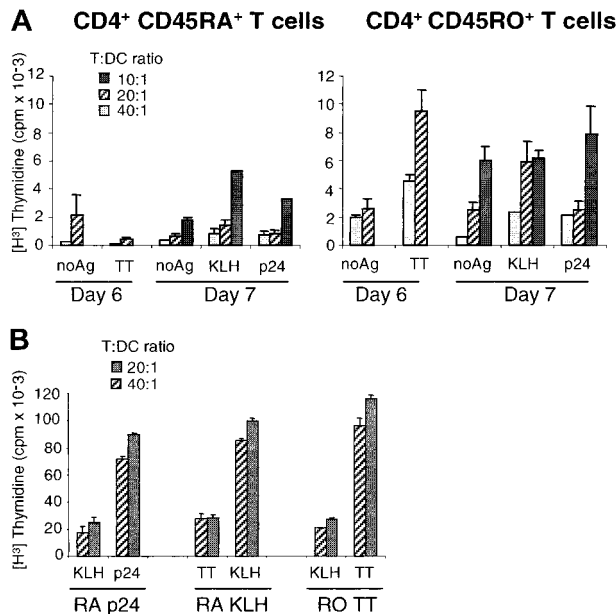 A
CD4+ CD45RA+ T cells
CD4+ CD45RO+ T cells
[H³] Thymidine (cpm x 10-3)
12
10
8
6
4
2
0
T:DC ratio
10:1
20:1
40:1
noAg TT noAg KLH p24
Day 6 Day 7
12
10
8
6
4
2
0
noAg TT noAg KLH p24
Day 6 Day 7
B
T:DC ratio
20:1
40:1
[H³] Thymidine (cpm x 10-3)
120
100
80
60
40
20
0
KLH p24 TT KLH KLH TT
RA p24 RA KLH RO TT